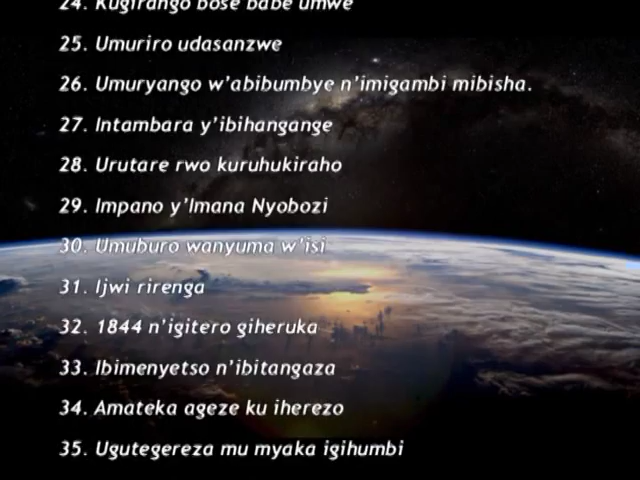 24. Kugirango bose babe umwe
25. Umuriro udasanzwe
26. Umuryango w'abibumbye n'imigambi mibisha.
27. Intambara y'ibihangange
28. Urutare rwo kuruhukiraho
29. Impano y'Imana Nyobozi
30. Umuburo wanyuma w'isi
31. Ijwi rirenga
32. 1844 n'igitero giheruka
33. Ibimenyetso n'ibitangaza
34. Amateka ageze ku iherezo
35. Ugutegereza mu myaka igihumbi